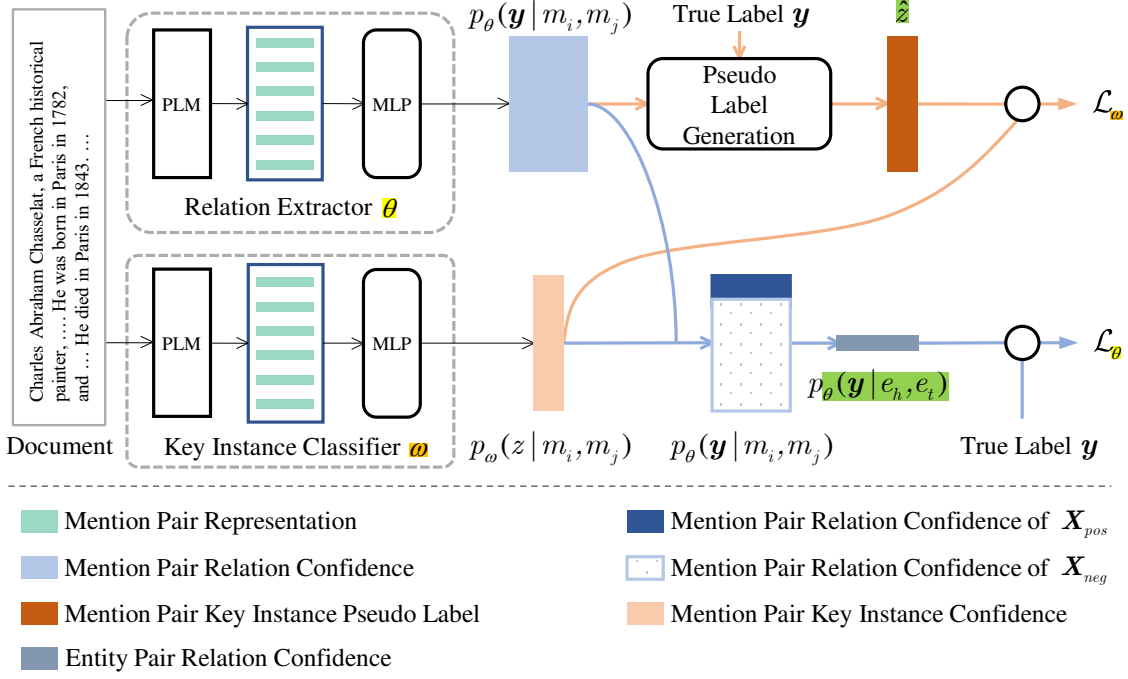 Charles Abraham Chasselat, a French historical
painter, .... He was born in Paris in 1782,
and ... He died in Paris in 1843. ...
Document
PLM
MLP
Relation Extractor θ
PLM
MLP
Key Instance Classifier ω
p_θ(y | m_i, m_j)
True Label y
Pseudo
Label
Generation
ẑ
ℒ_ω
p_ω(z | m_i, m_j)
p_θ(y | m_i, m_j)
p_θ(y | e_h, e_t)
ℒ_θ
True Label y
Mention Pair Representation
Mention Pair Relation Confidence
Mention Pair Key Instance Pseudo Label
Entity Pair Relation Confidence
Mention Pair Relation Confidence of X_pos
Mention Pair Relation Confidence of X_neg
Mention Pair Key Instance Confidence